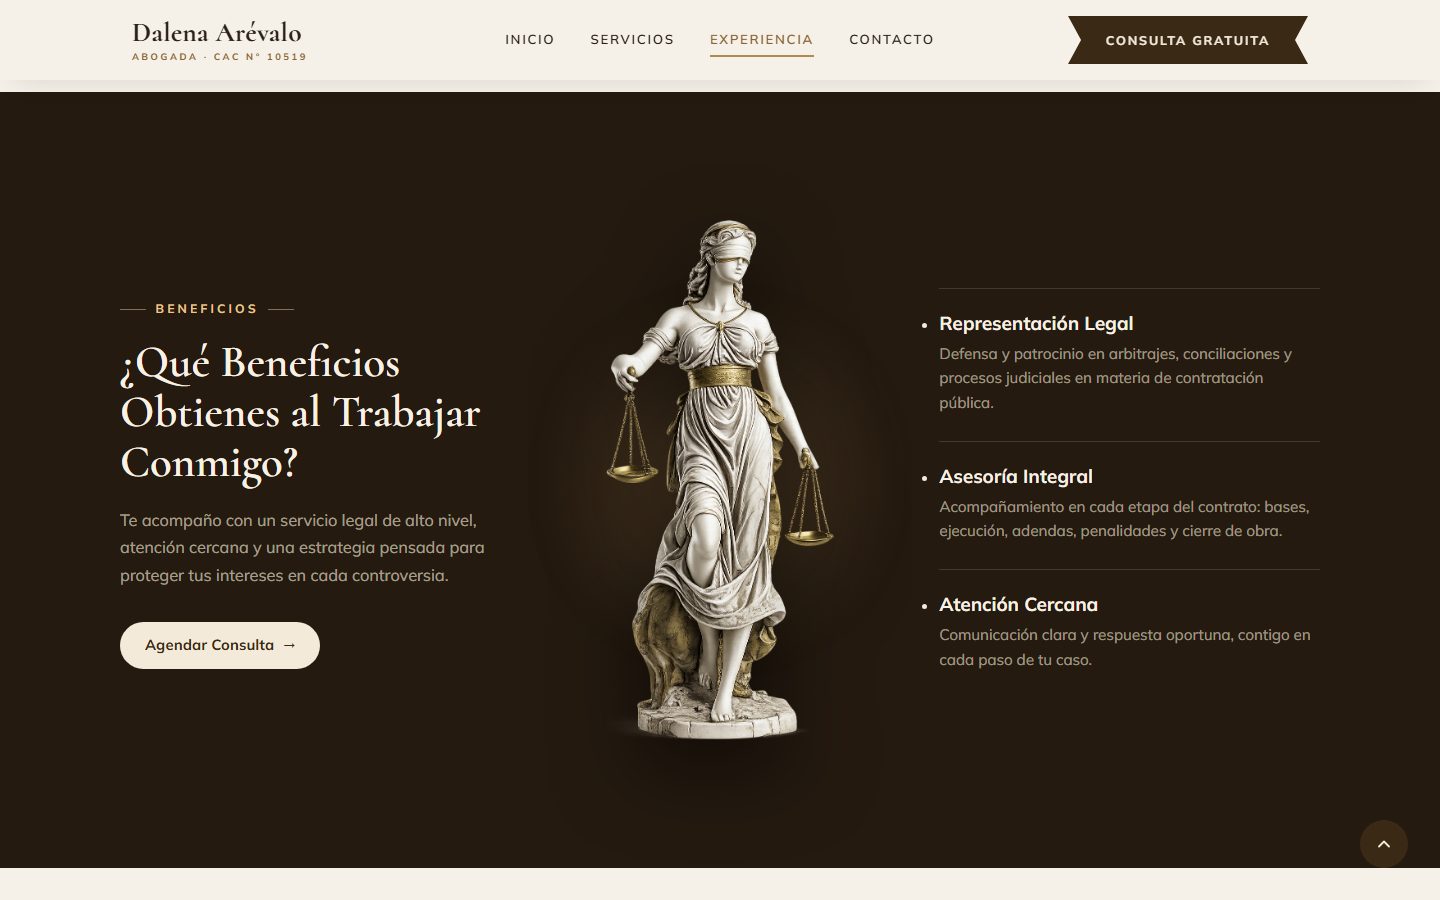 Dalena Arévalo
ABOGADA · CAC N° 10519
INICIO
SERVICIOS
EXPERIENCIA
CONTACTO
CONSULTA GRATUITA
BENEFICIOS
¿Qué Beneficios
Obtienes al Trabajar
Conmigo?
Te acompaño con un servicio legal de alto nivel,
atención cercana y una estrategia pensada para
proteger tus intereses en cada controversia.
Agendar Consulta →
• Representación Legal
Defensa y patrocinio en arbitrajes, conciliaciones y
procesos judiciales en materia de contratación
pública.
• Asesoría Integral
Acompañamiento en cada etapa del contrato: bases,
ejecución, adendas, penalidades y cierre de obra.
• Atención Cercana
Comunicación clara y respuesta oportuna, contigo en
cada paso de tu caso.